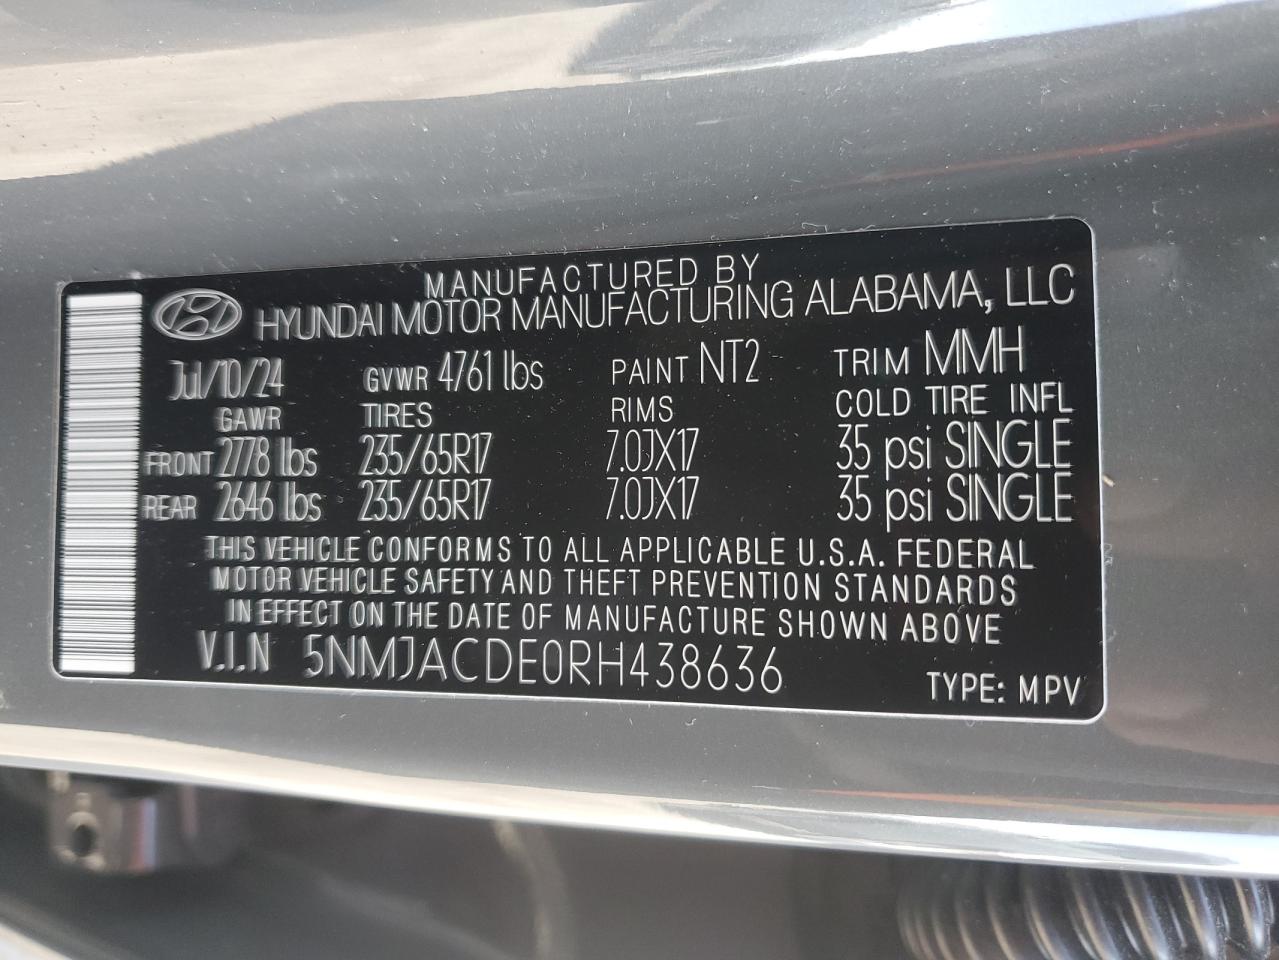 MANUFACTURED BY
HYUNDAI MOTOR MANUFACTURING ALABAMA, LLC
Jul/10/24 GVWR 4761 lbs PAINT NT2 TRIM MMH
GAWR TIRES RIMS COLD TIRE INFL
FRONT 2778 lbs 235/65R17 7.0JX17 35 psi SINGLE
REAR 2646 lbs 235/65R17 7.0JX17 35 psi SINGLE
THIS VEHICLE CONFORMS TO ALL APPLICABLE U.S.A. FEDERAL
MOTOR VEHICLE SAFETY AND THEFT PREVENTION STANDARDS
IN EFFECT ON THE DATE OF MANUFACTURE SHOWN ABOVE
V.I.N 5NMJACDE0RH438636
TYPE: MPV